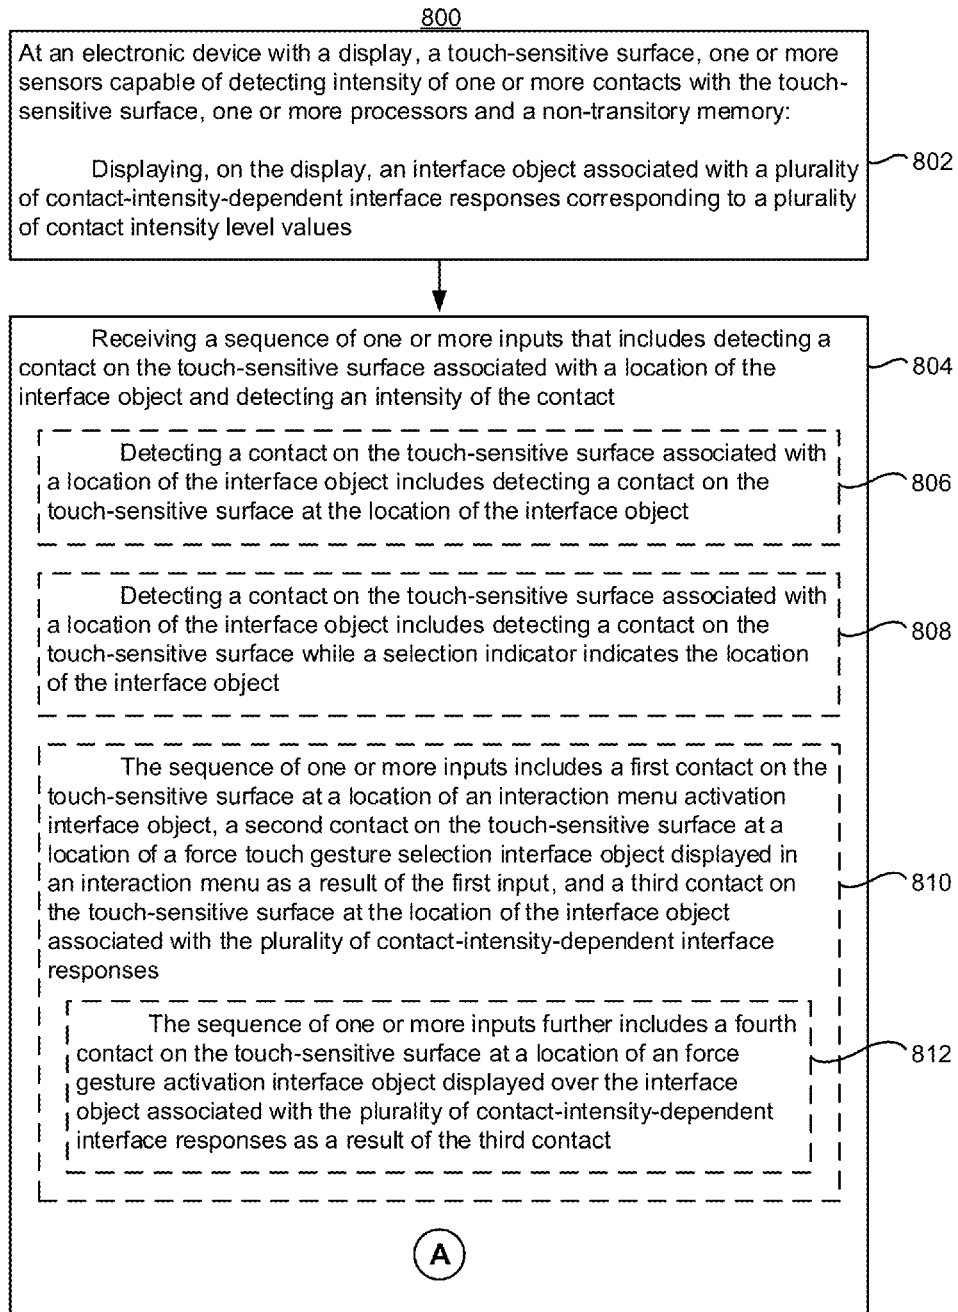 800
At an electronic device with a display, a touch-sensitive surface, one or more
sensors capable of detecting intensity of one or more contacts with the touch-
sensitive surface, one or more processors and a non-transitory memory:
Displaying, on the display, an interface object associated with a plurality
of contact-intensity-dependent interface responses corresponding to a plurality
of contact intensity level values
802
Receiving a sequence of one or more inputs that includes detecting a
contact on the touch-sensitive surface associated with a location of the
interface object and detecting an intensity of the contact
804
Detecting a contact on the touch-sensitive surface associated with
a location of the interface object includes detecting a contact on the
touch-sensitive surface at the location of the interface object
806
Detecting a contact on the touch-sensitive surface associated with
a location of the interface object includes detecting a contact on the
touch-sensitive surface while a selection indicator indicates the location
of the interface object
808
The sequence of one or more inputs includes a first contact on the
touch-sensitive surface at a location of an interaction menu activation
interface object, a second contact on the touch-sensitive surface at a
location of a force touch gesture selection interface object displayed in
an interaction menu as a result of the first input, and a third contact on
the touch-sensitive surface at the location of the interface object
associated with the plurality of contact-intensity-dependent interface
responses
810
The sequence of one or more inputs further includes a fourth
contact on the touch-sensitive surface at a location of an force
gesture activation interface object displayed over the interface
object associated with the plurality of contact-intensity-dependent
interface responses as a result of the third contact
812
A